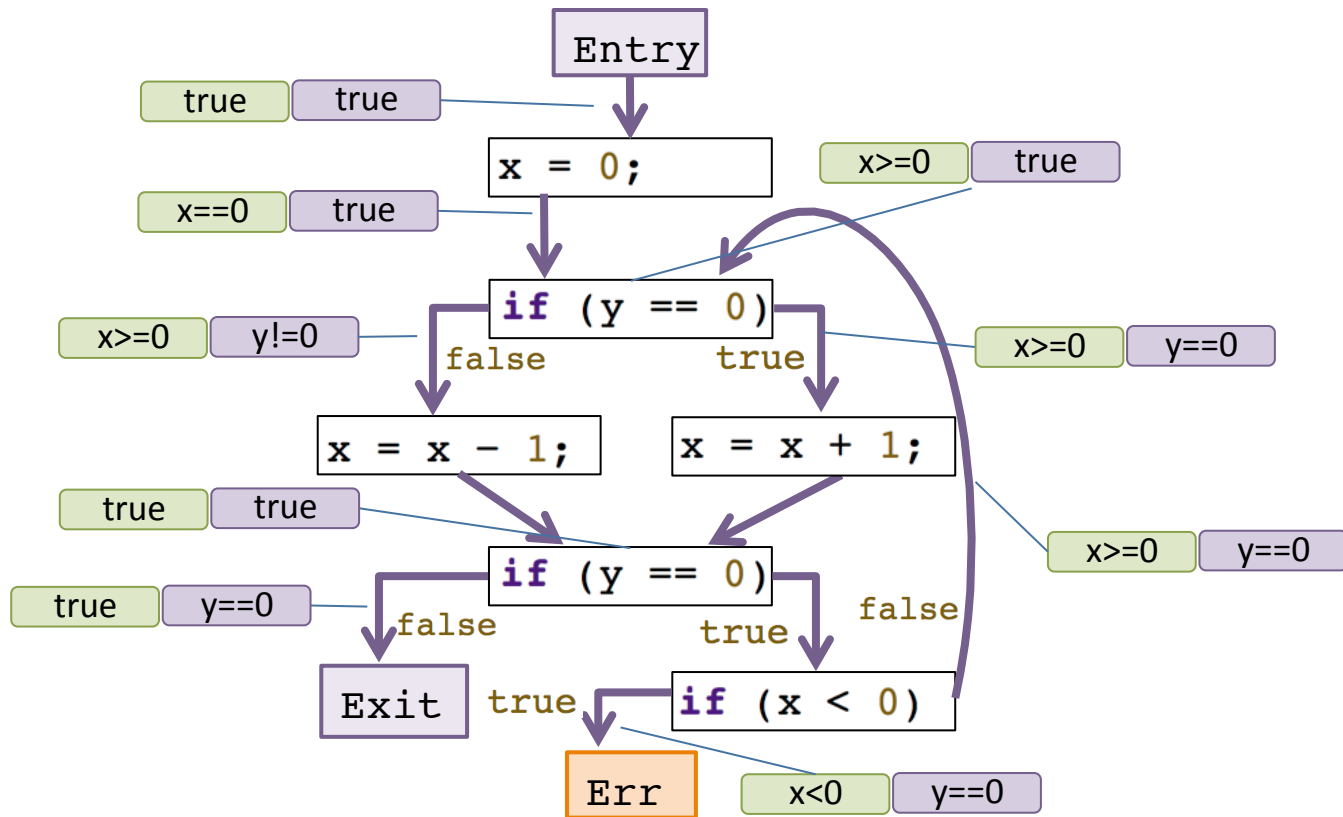 Entry
true true
x = 0;
x>=0 true
x==0 true
if (y == 0)
x>=0 y!=0
x>=0 y==0
false
true
x = x - 1;
x = x + 1;
true true
x>=0 y==0
if (y == 0)
true y==0
false
true
false
Exit
true
if (x < 0)
Err
x<0 y==0